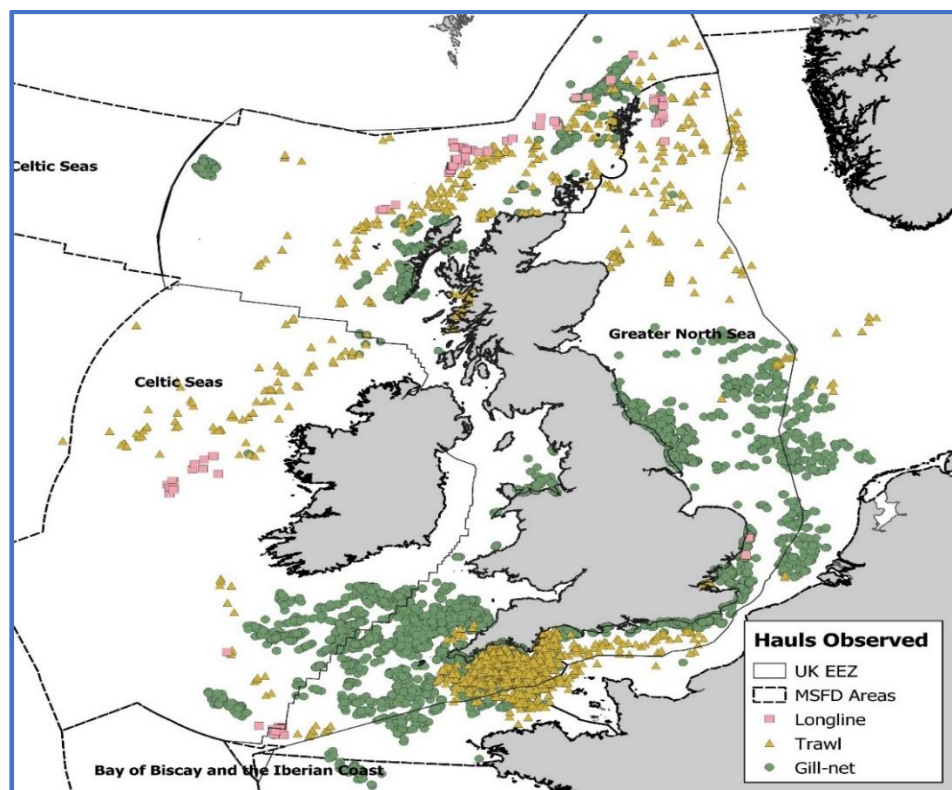 Celtic Seas
Greater North Sea
Celtic Seas
Bay of Biscay and the Iberian Coast
Hauls Observed
UK EEZ
MSFD Areas
Longline
Trawl
Gill-net